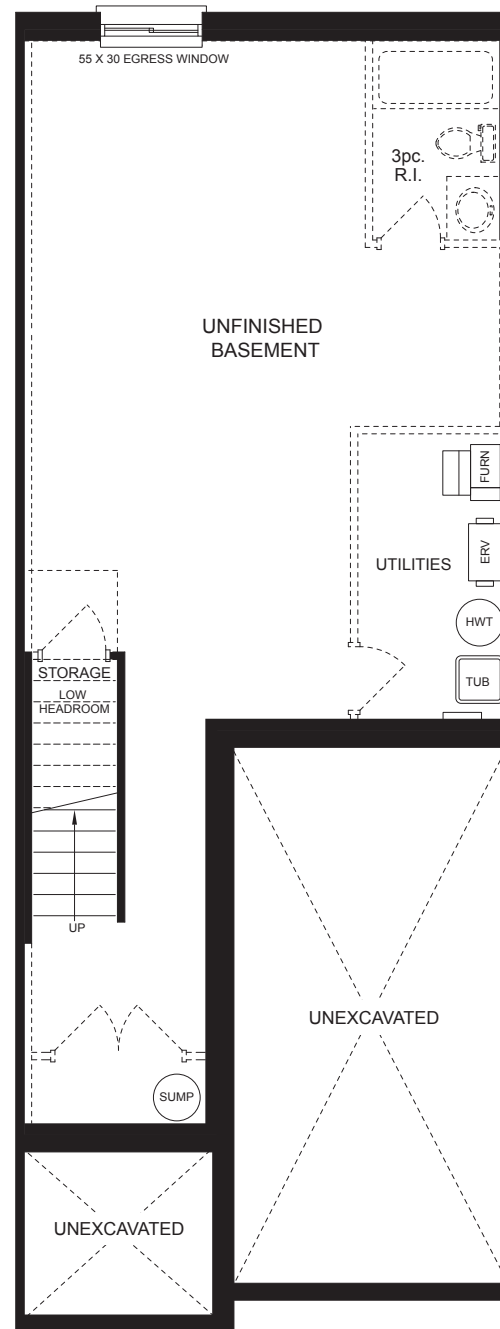 55 X 30 EGRESS WINDOW
3pc.
R.I.
UNFINISHED
BASEMENT
FURN
ERV
UTILITIES
HWT
TUB
STORAGE
LOW
HEADROOM
UP
UNEXCAVATED
SUMP
UNEXCAVATED